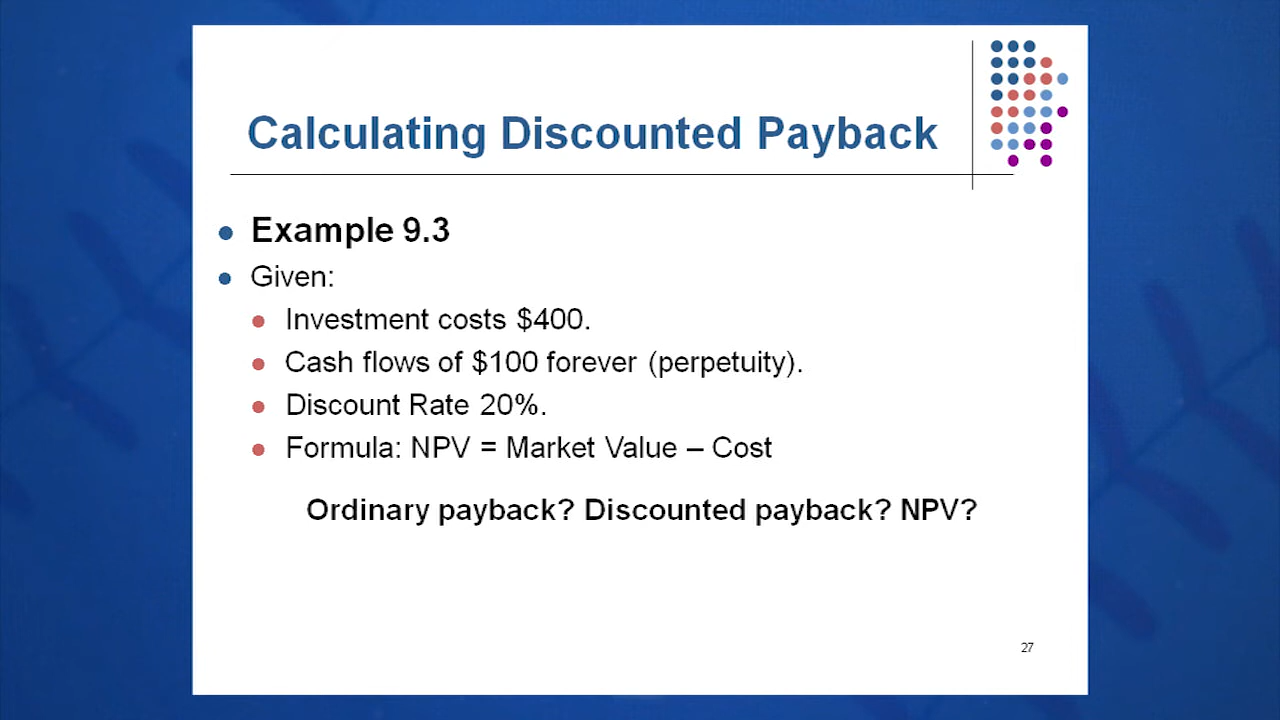 Calculating Discounted Payback
Example 9.3
Given:
Investment costs $400.
Cash flows of $100 forever (perpetuity).
Discount Rate 20%.
Formula: NPV = Market Value – Cost
Ordinary payback? Discounted payback? NPV?
27